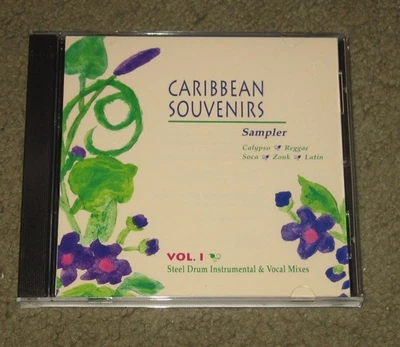 CARIBBEAN
SOUVENIRS
Sampler
Calypso Reggae
Soca Zouk Latin
VOL. I
Steel Drum Instrumental & Vocal Mixes